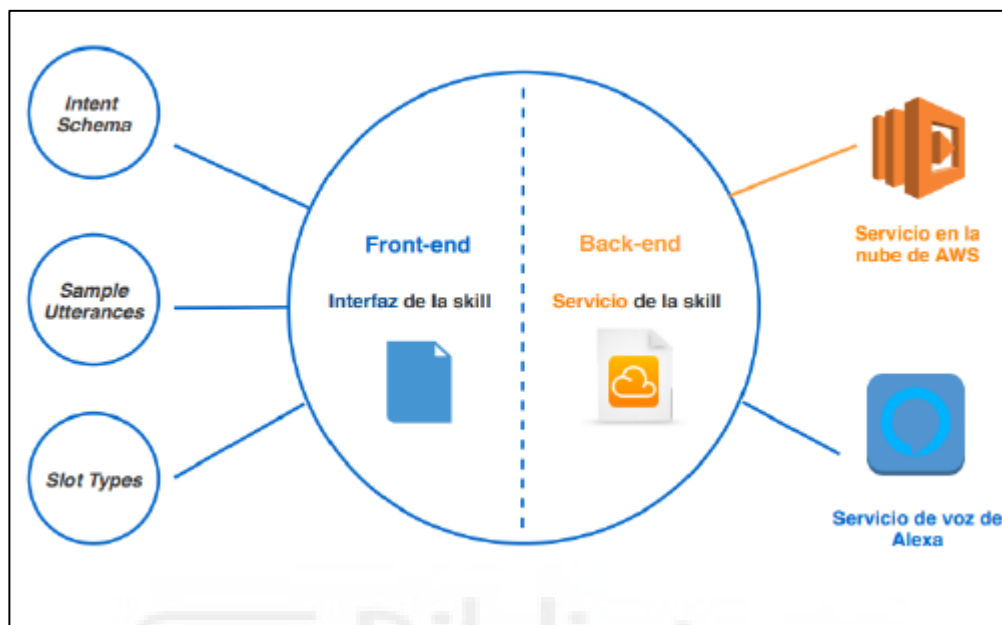 Intent
Schema
Sample
Utterances
Slot Types
Front-end
Interfaz de la skill
Back-end
Servicio de la skill
Servicio en la
nube de AWS
Servicio de voz de
Alexa